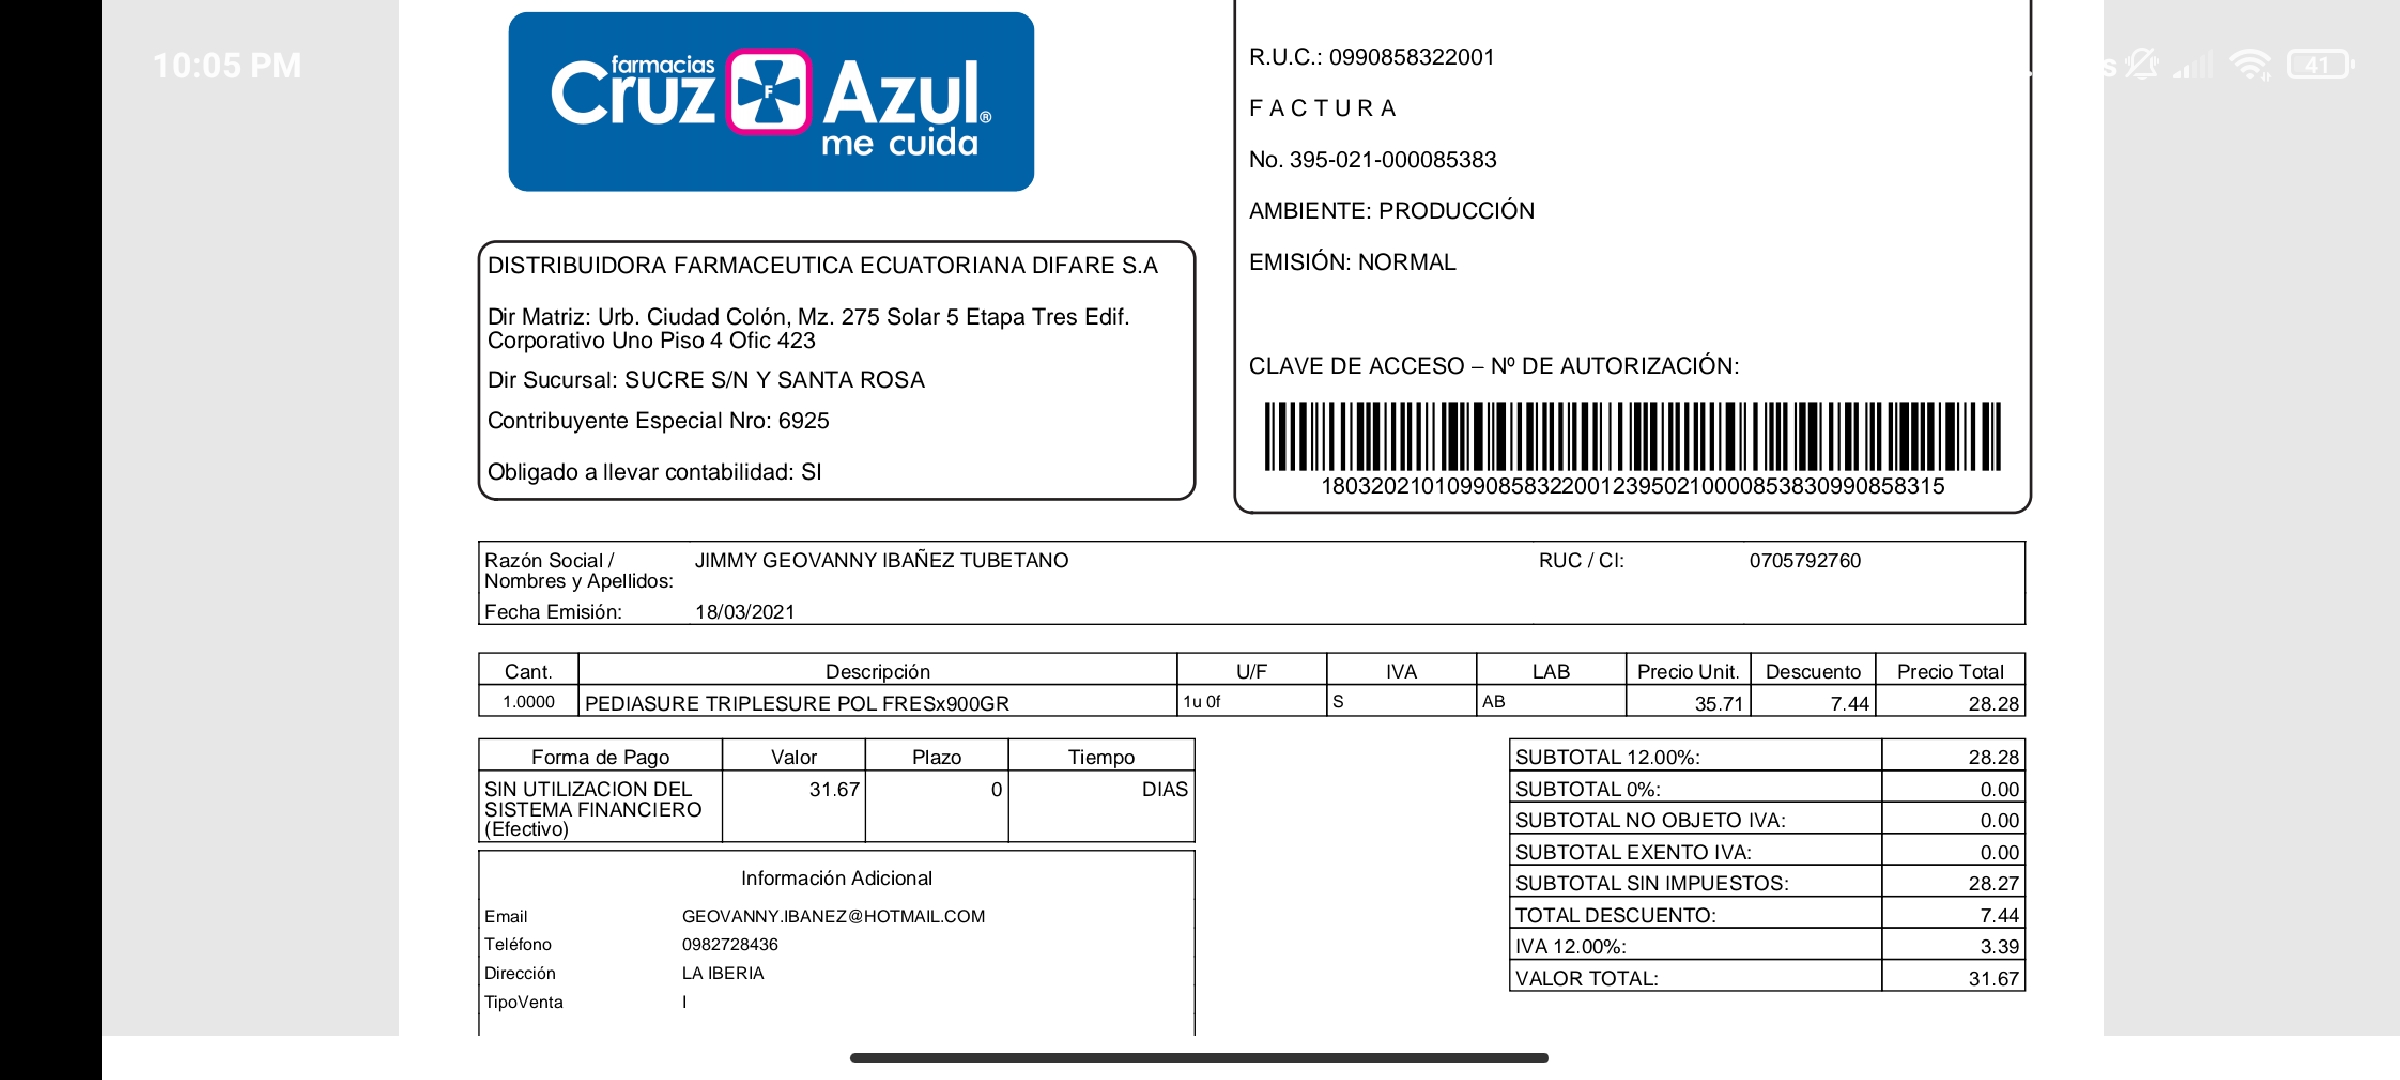 10:05 PM
41
farmacias
Cruz Azul®
me cuida
R.U.C.: 0990858322001
FACTURA
No. 395-021-000085383
AMBIENTE: PRODUCCIÓN
EMISIÓN: NORMAL
CLAVE DE ACCESO – Nº DE AUTORIZACIÓN:
1803202101099085832200123950210000853830990858315
DISTRIBUIDORA FARMACEUTICA ECUATORIANA DIFARE S.A
Dir Matriz: Urb. Ciudad Colón, Mz. 275 Solar 5 Etapa Tres Edif.
Corporativo Uno Piso 4 Ofic 423
Dir Sucursal: SUCRE S/N Y SANTA ROSA
Contribuyente Especial Nro: 6925
Obligado a llevar contabilidad: SI
Razón Social / JIMMY GEOVANNY IBAÑEZ TUBETANO RUC / CI: 0705792760
Nombres y Apellidos:
Fecha Emisión: 18/03/2021
Cant. Descripción U/F IVA LAB Precio Unit. Descuento Precio Total
1.0000 PEDIASURE TRIPLESURE POL FRESx900GR 1u 0f S AB 35.71 7.44 28.28
Forma de Pago Valor Plazo Tiempo
SIN UTILIZACION DEL 31.67 0 DIAS
SISTEMA FINANCIERO
(Efectivo)
Información Adicional
Email GEOVANNY.IBANEZ@HOTMAIL.COM
Teléfono 0982728436
Dirección LA IBERIA
TipoVenta I
SUBTOTAL 12.00%: 28.28
SUBTOTAL 0%: 0.00
SUBTOTAL NO OBJETO IVA: 0.00
SUBTOTAL EXENTO IVA: 0.00
SUBTOTAL SIN IMPUESTOS: 28.27
TOTAL DESCUENTO: 7.44
IVA 12.00%: 3.39
VALOR TOTAL: 31.67